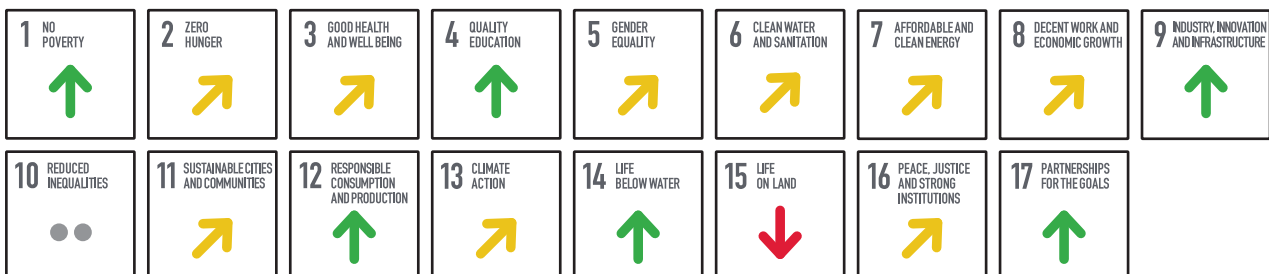 1 NO
POVERTY
2 ZERO
HUNGER
3 GOOD HEALTH
AND WELL BEING
4 QUALITY
EDUCATION
5 GENDER
EQUALITY
6 CLEAN WATER
AND SANITATION
7 AFFORDABLE AND
CLEAN ENERGY
8 DECENT WORK AND
ECONOMIC GROWTH
9 INDUSTRY, INNOVATION
AND INFRASTRUCTURE
10 REDUCED
INEQUALITIES
11 SUSTAINABLE CITIES
AND COMMUNITIES
12 RESPONSIBLE
CONSUMPTION
AND PRODUCTION
13 CLIMATE
ACTION
14 LIFE
BELOW WATER
15 LIFE
ON LAND
16 PEACE, JUSTICE
AND STRONG
INSTITUTIONS
17 PARTNERSHIPS
FOR THE GOALS